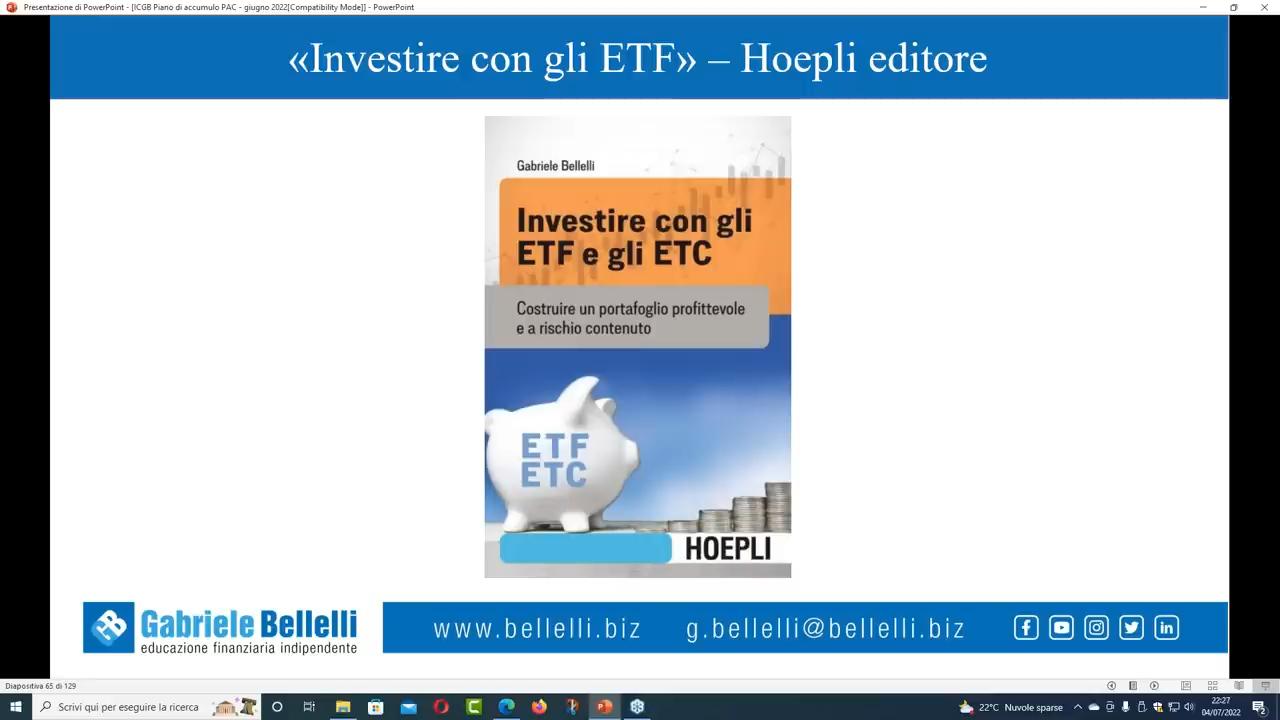 Presentazione di PowerPoint - [ICGB Piano di accumulo PAC - giugno 2022[Compatibility Mode]] - PowerPoint
«Investire con gli ETF» – Hoepli editore
Gabriele Bellelli
Investire con gli
ETF e gli ETC
Costruire un portafoglio profittevole
e a rischio contenuto
ETF
ETC
HOEPLI
Gabriele Bellelli
educazione finanziaria indipendente
www.bellelli.biz
g.bellelli@bellelli.biz
Diapositiva 65 di 129
Scrivi qui per eseguire la ricerca
22°C Nuvole sparse
22:27
04/07/2022